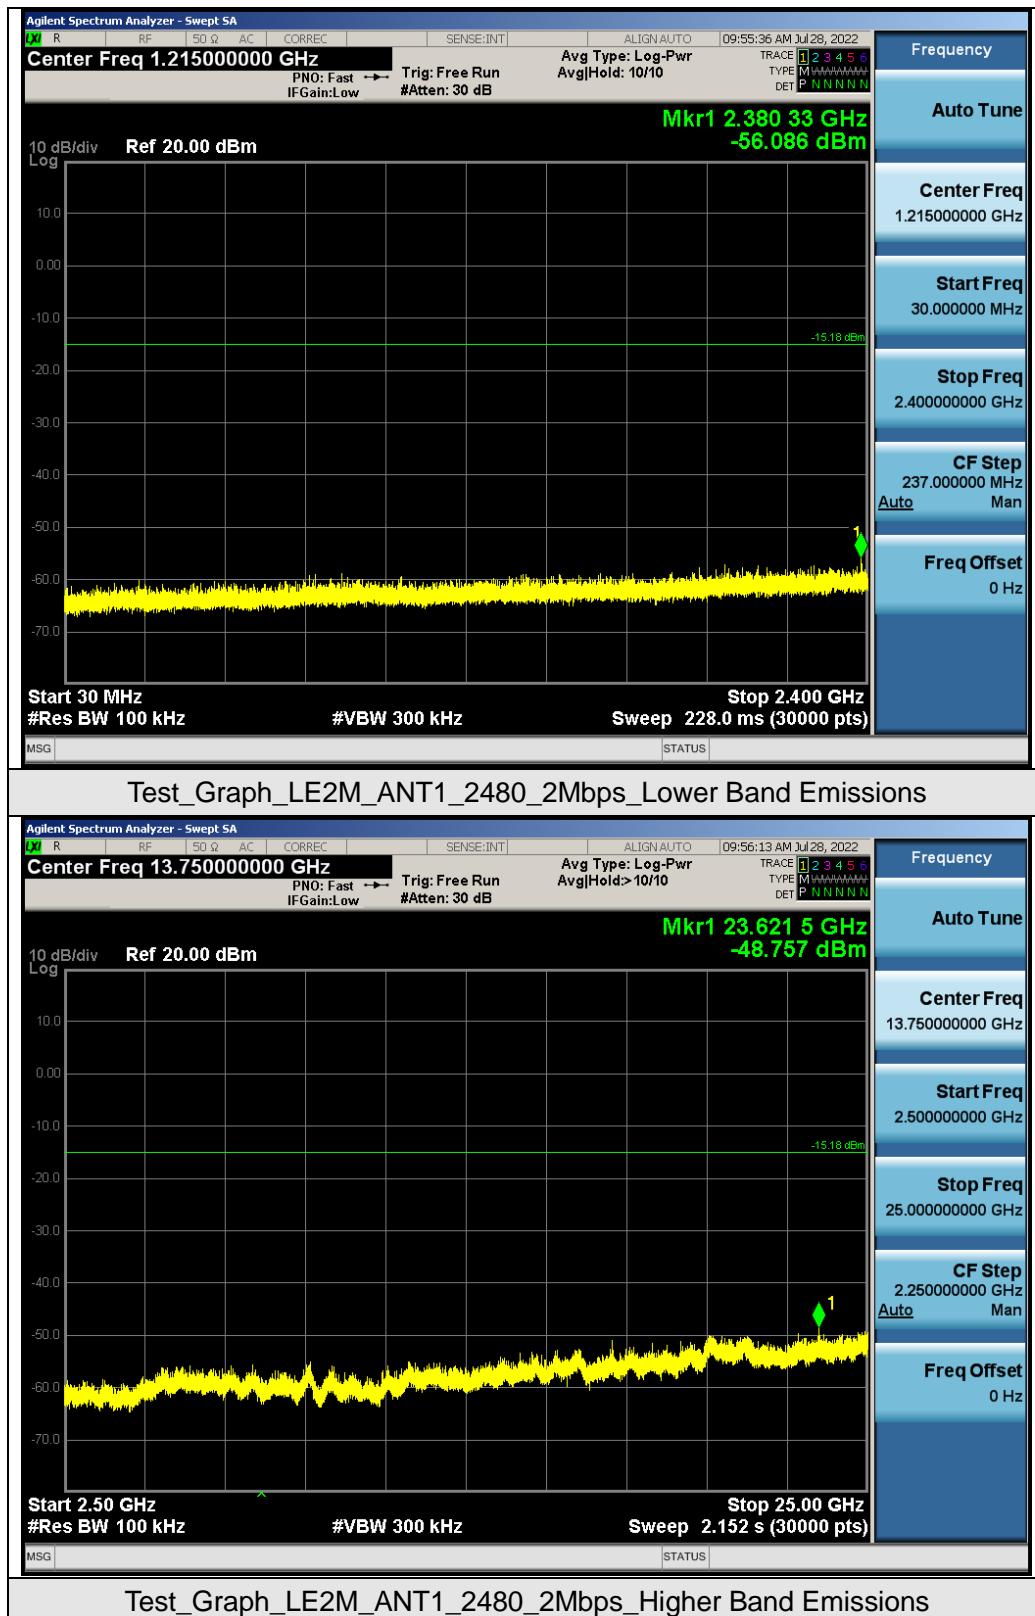 Agilent Spectrum Analyzer - Swept SA
LXI R RF 50 Ω AC CORREC SENSE:INT ALIGN AUTO 09:55:36 AM Jul 28, 2022
Center Freq 1.215000000 GHz
PNO: Fast
IFGain:Low
Trig: Free Run
#Atten: 30 dB
Avg Type: Log-Pwr
Avg|Hold: 10/10
TRACE 1 2 3 4 5 6
TYPE M
DET P N N N N N
Mkr1 2.380 33 GHz
-56.086 dBm
10 dB/div Ref 20.00 dBm
Log
10.0
0.00
-10.0
-15.18 dBm
-20.0
-30.0
-40.0
-50.0
1
-60.0
-70.0
Start 30 MHz Stop 2.400 GHz
#Res BW 100 kHz #VBW 300 kHz Sweep 228.0 ms (30000 pts)
MSG STATUS
Frequency
Auto Tune
Center Freq
1.215000000 GHz
Start Freq
30.000000 MHz
Stop Freq
2.400000000 GHz
CF Step
237.000000 MHz
Auto Man
Freq Offset
0 Hz
Test_Graph_LE2M_ANT1_2480_2Mbps_Lower Band Emissions
Agilent Spectrum Analyzer - Swept SA
LXI R RF 50 Ω AC CORREC SENSE:INT ALIGN AUTO 09:56:13 AM Jul 28, 2022
Center Freq 13.750000000 GHz
PNO: Fast
IFGain:Low
Trig: Free Run
#Atten: 30 dB
Avg Type: Log-Pwr
Avg|Hold:>10/10
TRACE 1 2 3 4 5 6
TYPE M
DET P N N N N N
Mkr1 23.621 5 GHz
-48.757 dBm
10 dB/div Ref 20.00 dBm
Log
10.0
0.00
-10.0
-15.18 dBm
-20.0
-30.0
-40.0
1
-50.0
-60.0
-70.0
Start 2.50 GHz Stop 25.00 GHz
#Res BW 100 kHz #VBW 300 kHz Sweep 2.152 s (30000 pts)
MSG STATUS
Frequency
Auto Tune
Center Freq
13.750000000 GHz
Start Freq
2.500000000 GHz
Stop Freq
25.000000000 GHz
CF Step
2.250000000 GHz
Auto Man
Freq Offset
0 Hz
Test_Graph_LE2M_ANT1_2480_2Mbps_Higher Band Emissions